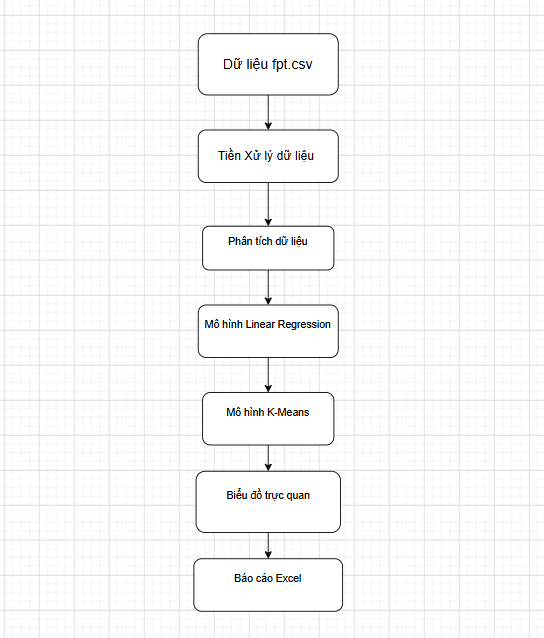 Dữ liệu fpt.csv
Tiền Xử lý dữ liệu
Phân tích dữ liệu
Mô hình Linear Regression
Mô hình K-Means
Biểu đồ trực quan
Báo cáo Excel